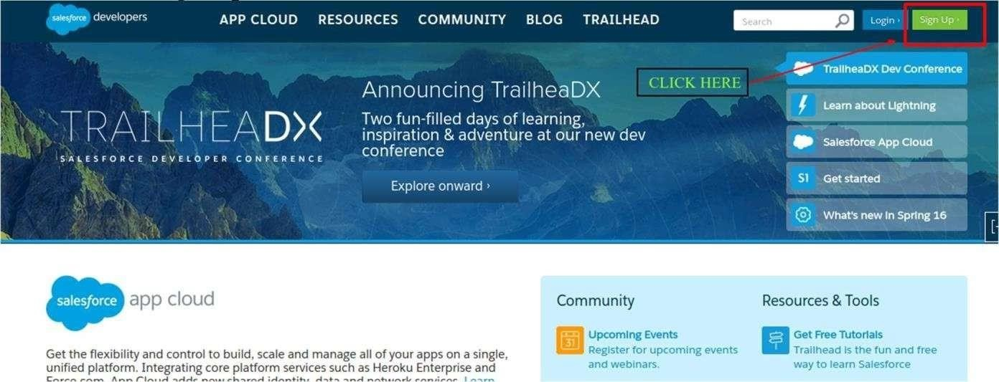 salesforce developers
APP CLOUD RESOURCES COMMUNITY BLOG TRAILHEAD
Search
Login ›
Sign Up ›
CLICK HERE
TRAILHEADX
SALESFORCE DEVELOPER CONFERENCE
Announcing TrailheaDX
Two fun-filled days of learning,
inspiration & adventure at our new dev
conference
Explore onward ›
TrailheaDX Dev Conference
Learn about Lightning
Salesforce App Cloud
S1 Get started
What's new in Spring 16
salesforce app cloud
Get the flexibility and control to build, scale and manage all of your apps on a single,
unified platform. Integrating core platform services such as Heroku Enterprise and
Force.com, App Cloud adds new shared identity, data and network services. Learn
Community
31
Upcoming Events
Register for upcoming events
and webinars.
Resources & Tools
Get Free Tutorials
Trailhead is the fun and free
way to learn Salesforce